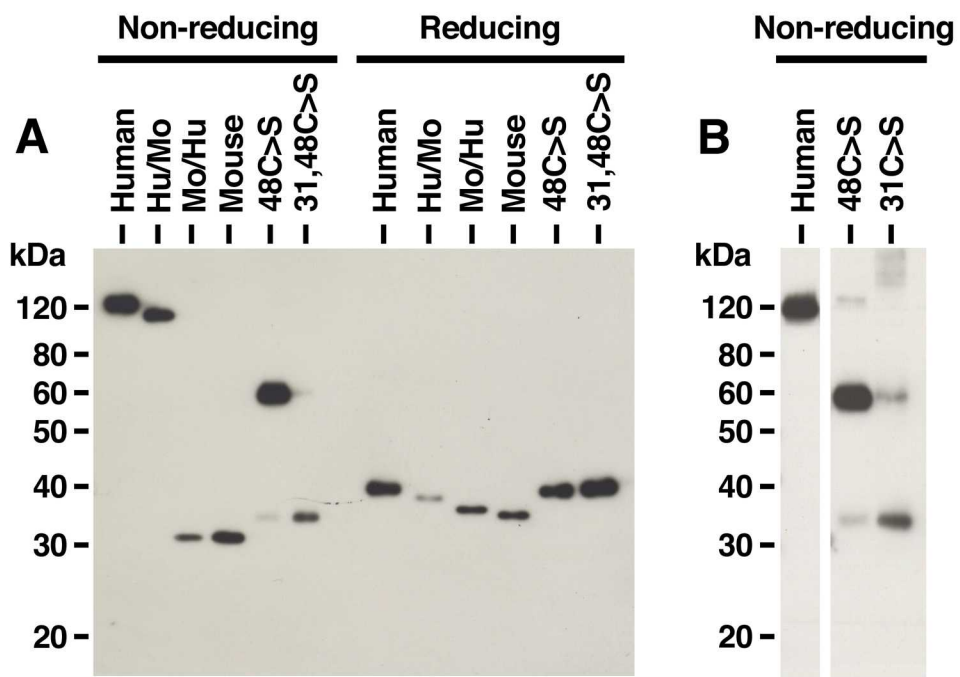 Non-reducing Reducing Non-reducing
A B
Human Hu/Mo Mo/Hu Mouse 48C>S 31,48C>S Human Hu/Mo Mo/Hu Mouse 48C>S 31,48C>S Human 48C>S 31C>S
kDa kDa
120 120
80 80
60 60
50 50
40 40
30 30
20 20